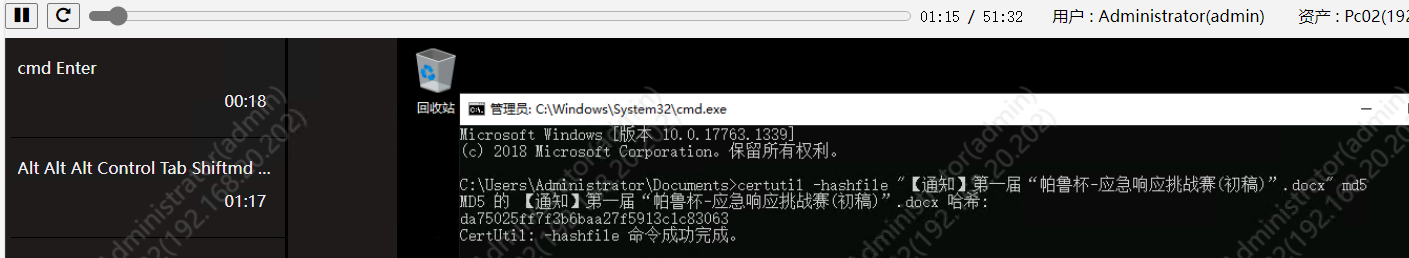 01:15 / 51:32 用户 : Administrator(admin) 资产 : Pc02(192
cmd Enter
00:18
Alt Alt Alt Control Tab Shiftmd ...
01:17
回收站
管理员: C:\Windows\System32\cmd.exe
Microsoft Windows [版本 10.0.17763.1339]
(c) 2018 Microsoft Corporation。保留所有权利。
C:\Users\Administrator\Documents>certutil -hashfile "【通知】第一届“帕鲁杯-应急响应挑战赛(初稿)”.docx" md5
MD5 的 【通知】第一届“帕鲁杯-应急响应挑战赛(初稿)”.docx 哈希:
da75025ff7f3b6baa27f5913c1c83063
CertUtil: -hashfile 命令成功完成。